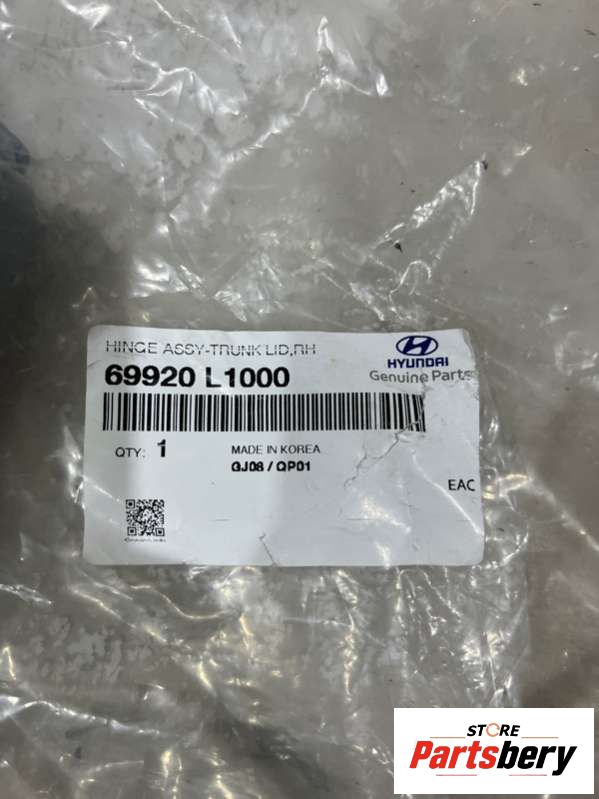 HINGE ASSY-TRUNK LID,RH
69920 L1000
HYUNDAI
Genuine Parts
QTY: 1
MADE IN KOREA
GJ08 / QP01
EAC
STORE
Partsbery